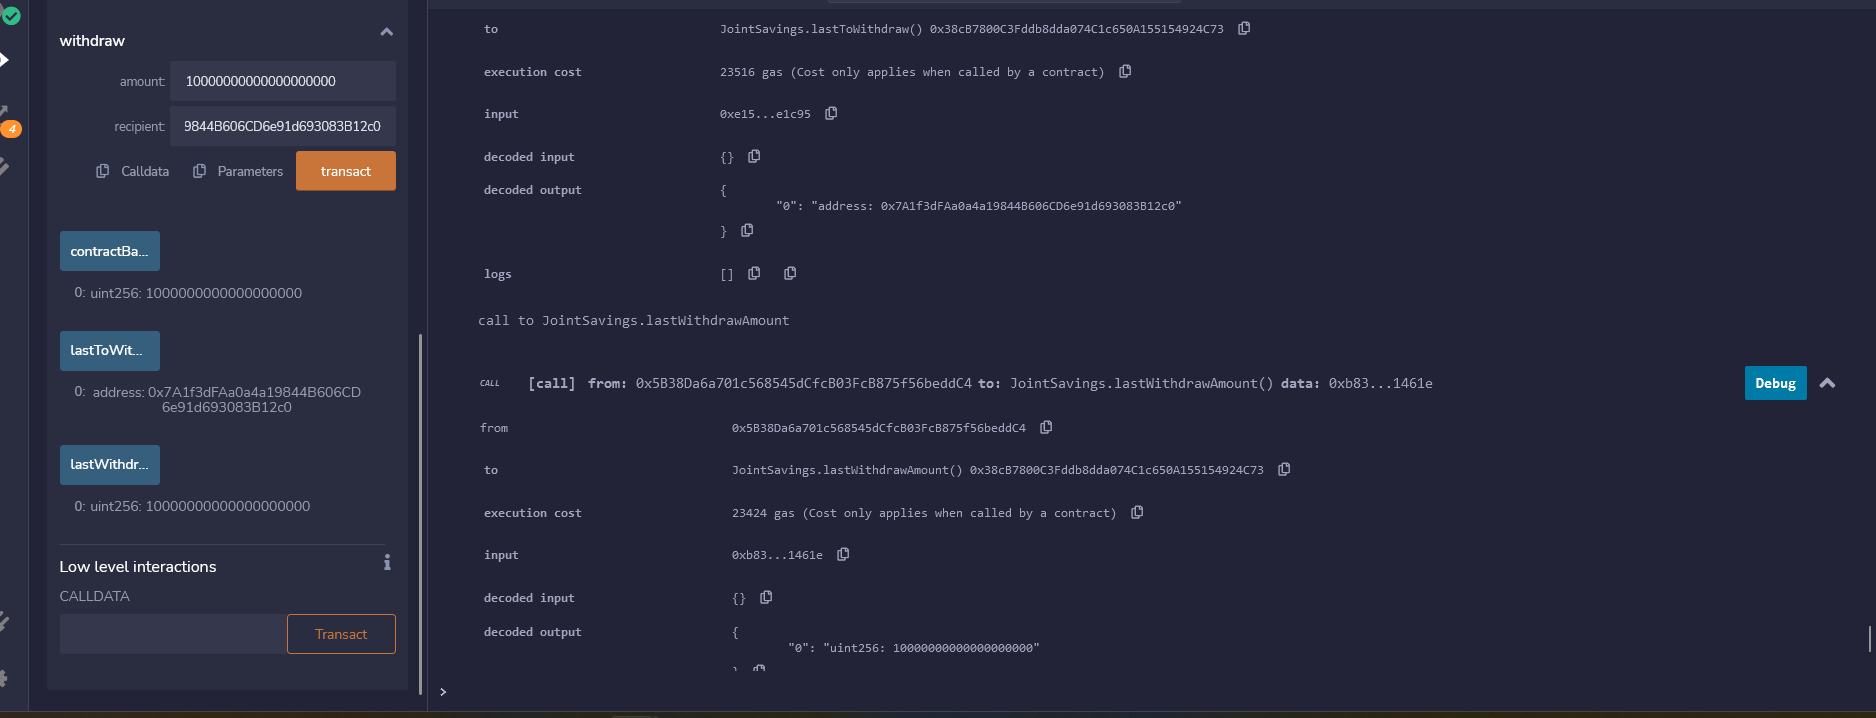 withdraw
amount: 10000000000000000000
recipient: 9844B606CD6e91d693083B12c0
4
Calldata Parameters transact
contractBa...
0: uint256: 1000000000000000000
lastToWit...
0: address: 0x7A1f3dFAa0a4a19844B606CD
6e91d693083B12c0
lastWithdr...
0: uint256: 10000000000000000000
Low level interactions
i
CALLDATA
Transact
to JointSavings.lastToWithdraw() 0x38cB7800C3Fddb8dda074C1c650A155154924C73
execution cost 23516 gas (Cost only applies when called by a contract)
input 0xe15...e1c95
decoded input {}
decoded output {
"0": "address: 0x7A1f3dFAa0a4a19844B606CD6e91d693083B12c0"
}
logs []
call to JointSavings.lastWithdrawAmount
CALL [call] from: 0x5B38Da6a701c568545dCfcB03FcB875f56beddC4 to: JointSavings.lastWithdrawAmount() data: 0xb83...1461e Debug
from 0x5B38Da6a701c568545dCfcB03FcB875f56beddC4
to JointSavings.lastWithdrawAmount() 0x38cB7800C3Fddb8dda074C1c650A155154924C73
execution cost 23424 gas (Cost only applies when called by a contract)
input 0xb83...1461e
decoded input {}
decoded output {
"0": "uint256: 10000000000000000000"
}
>